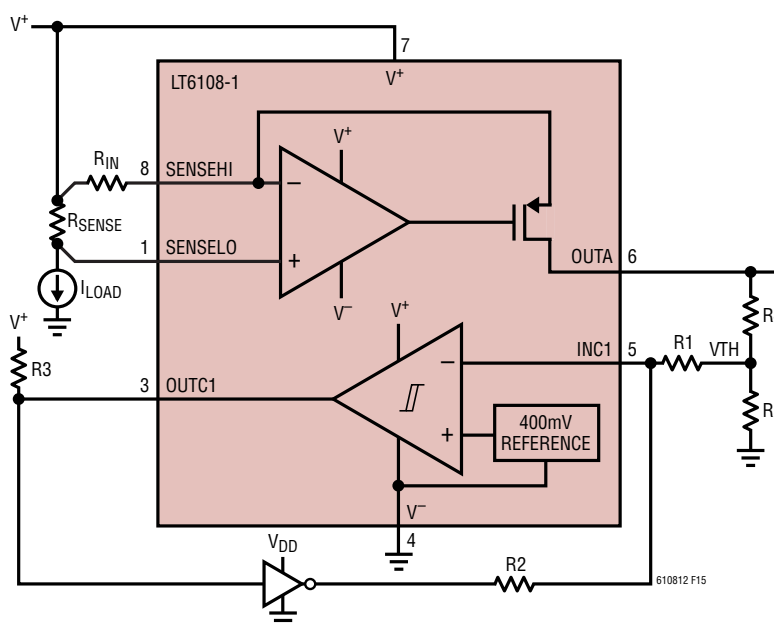 V+
7
V+
LT6108-1
V+
RIN
8
SENSEHI
−
RSENSE
1
SENSELO
+
OUTA
6
ILOAD
V−
V+
V+
R
R3
INC1
5
R1
VTH
−
3
OUTC1
400mV
REFERENCE
+
R
V−
4
VDD
R2
610812 F15